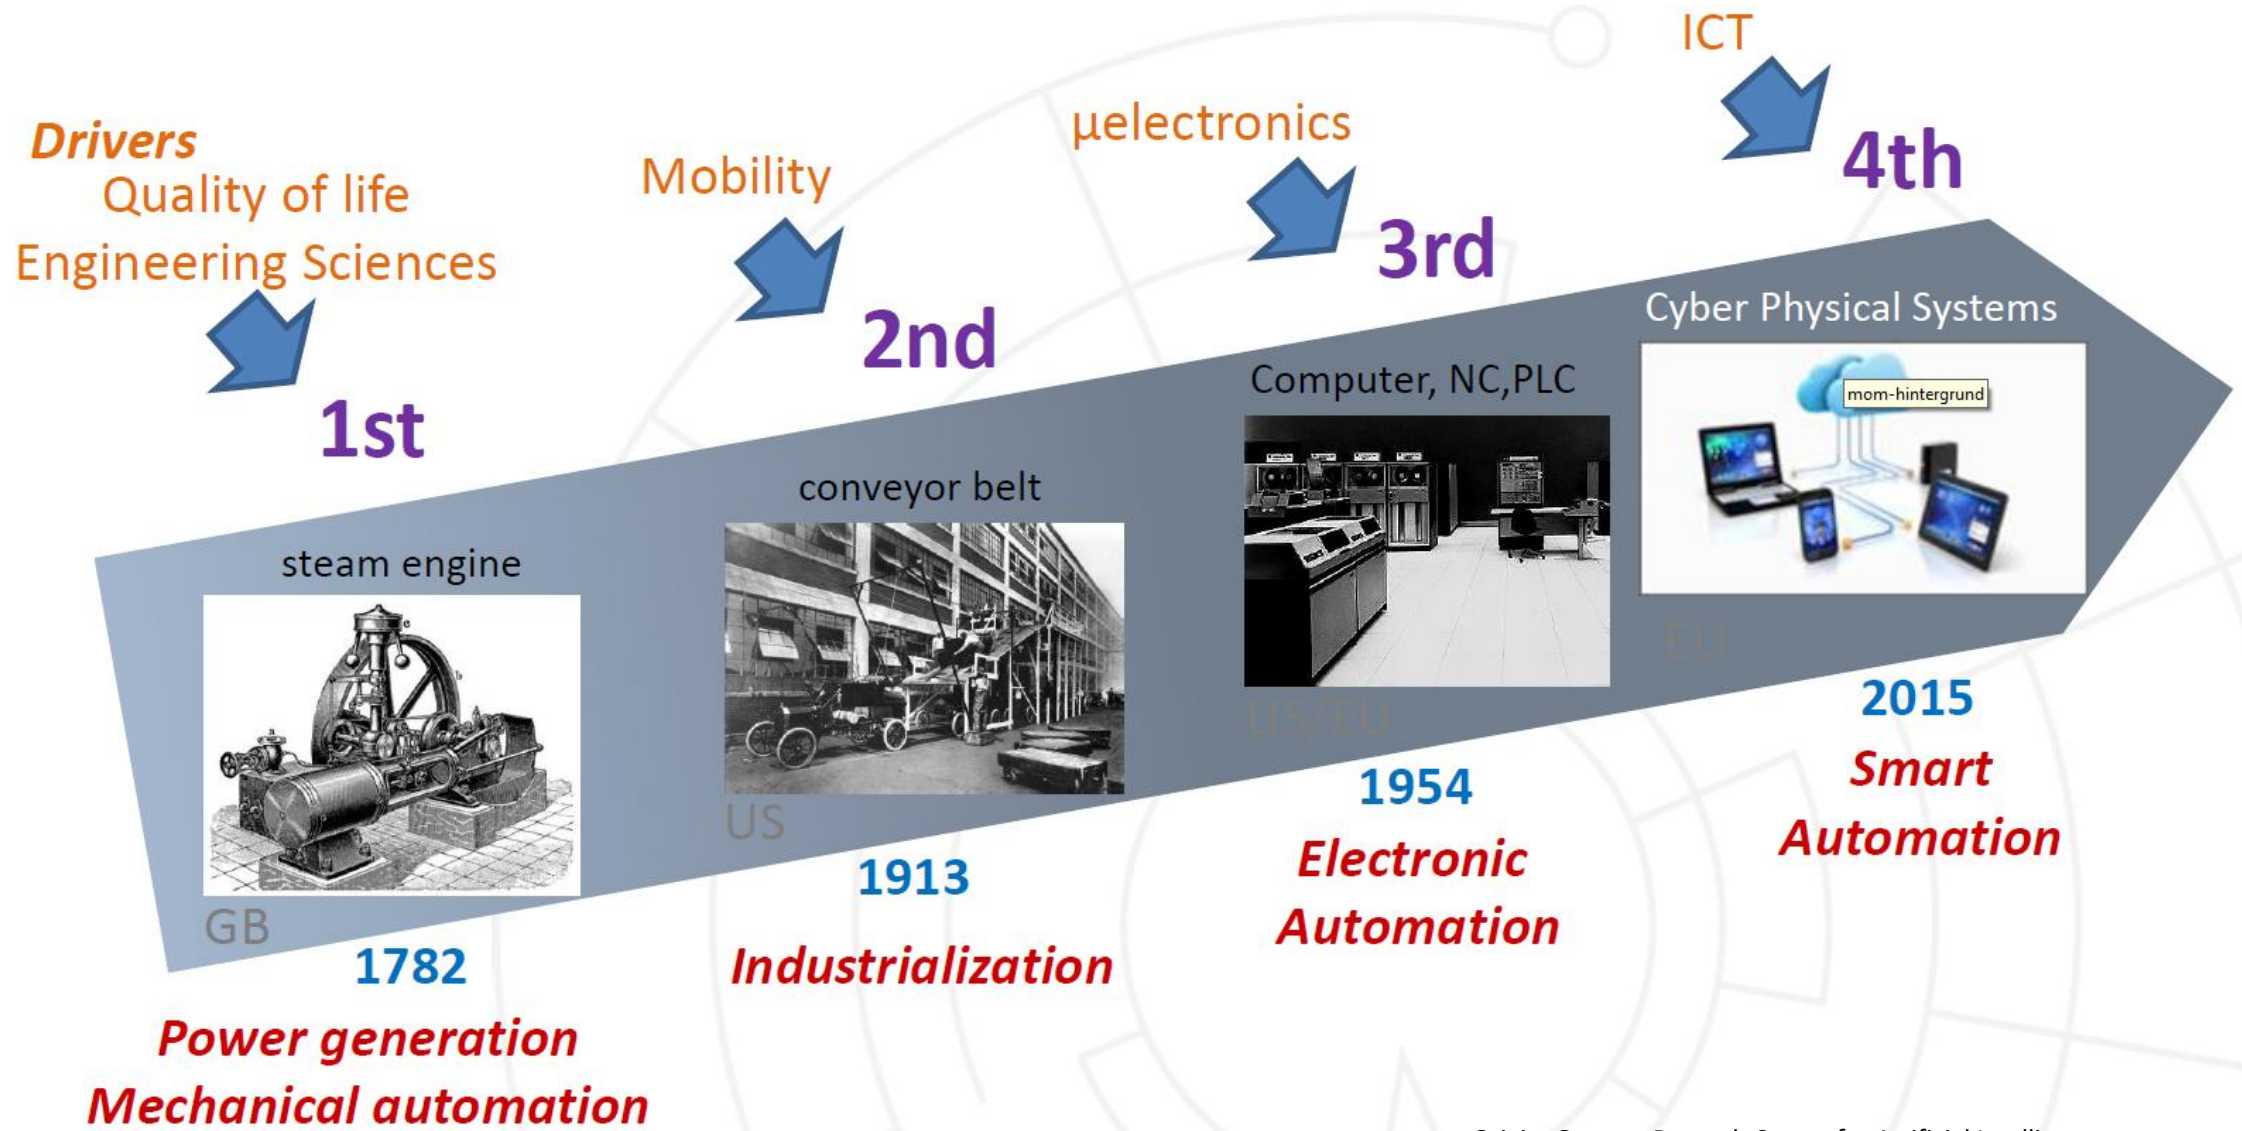 Drivers
Quality of life
Engineering Sciences
1st
steam engine
GB
1782
Power generation
Mechanical automation
Mobility
2nd
conveyor belt
US
1913
Industrialization
μelectronics
3rd
Computer, NC,PLC
US/EU
1954
Electronic
Automation
ICT
4th
Cyber Physical Systems
mom-hintergrund
EU
2015
Smart
Automation